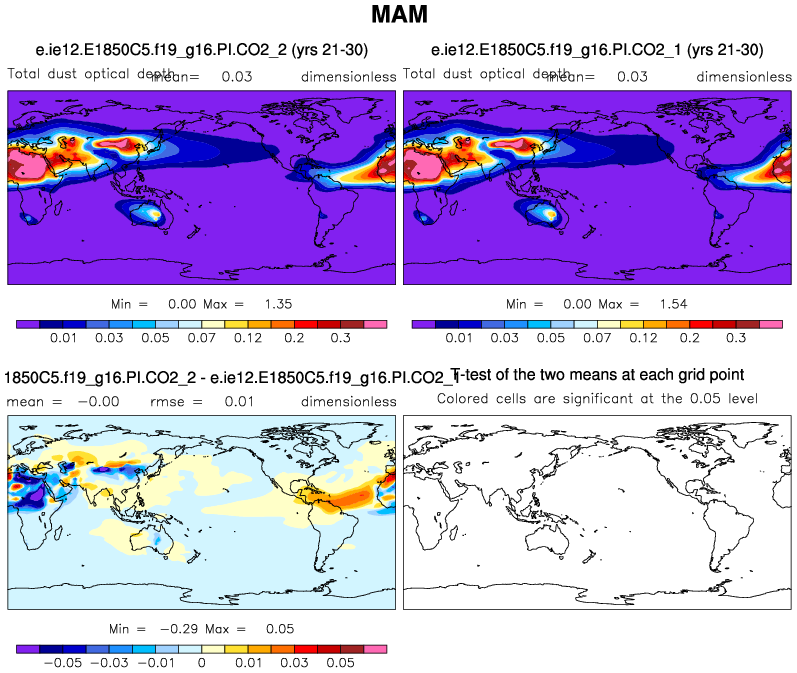 MAM
e.ie12.E1850C5.f19_g16.PI.CO2_2 (yrs 21-30)
e.ie12.E1850C5.f19_g16.PI.CO2_1 (yrs 21-30)
Total dust optical depth mean= 0.03 dimensionless
Total dust optical depth mean= 0.03 dimensionless
Min = 0.00 Max = 1.35
Min = 0.00 Max = 1.54
0.01 0.03 0.05 0.07 0.12 0.2 0.3
0.01 0.03 0.05 0.07 0.12 0.2 0.3
1850C5.f19_g16.PI.CO2_2 - e.ie12.E1850C5.f19_g16.PI.CO2_1
T-test of the two means at each grid point
mean = -0.00 rmse = 0.01 dimensionless
Colored cells are significant at the 0.05 level
Min = -0.29 Max = 0.05
-0.05 -0.03 -0.01 0 0.01 0.03 0.05